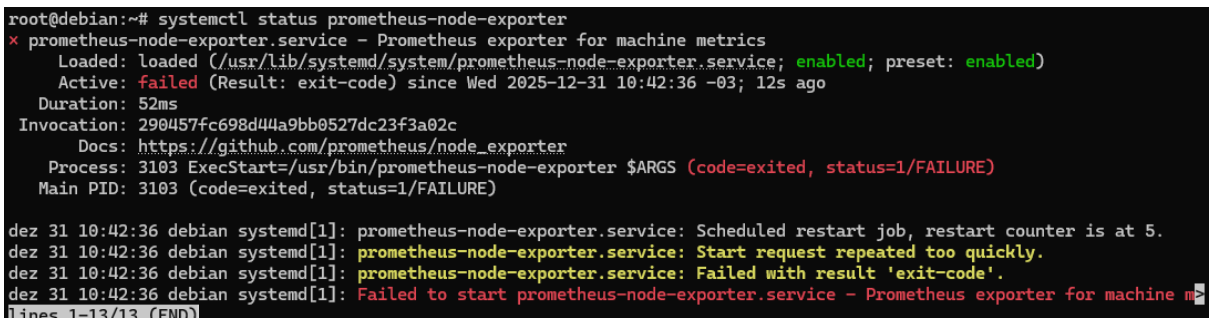 root@debian:~# systemctl status prometheus-node-exporter
× prometheus-node-exporter.service – Prometheus exporter for machine metrics
Loaded: loaded (/usr/lib/systemd/system/prometheus-node-exporter.service; enabled; preset: enabled)
Active: failed (Result: exit-code) since Wed 2025-12-31 10:42:36 -03; 12s ago
Duration: 52ms
Invocation: 290457fc698d44a9bb0527dc23f3a02c
Docs: https://github.com/prometheus/node_exporter
Process: 3103 ExecStart=/usr/bin/prometheus-node-exporter $ARGS (code=exited, status=1/FAILURE)
Main PID: 3103 (code=exited, status=1/FAILURE)
dez 31 10:42:36 debian systemd[1]: prometheus-node-exporter.service: Scheduled restart job, restart counter is at 5.
dez 31 10:42:36 debian systemd[1]: prometheus-node-exporter.service: Start request repeated too quickly.
dez 31 10:42:36 debian systemd[1]: prometheus-node-exporter.service: Failed with result 'exit-code'.
dez 31 10:42:36 debian systemd[1]: Failed to start prometheus-node-exporter.service – Prometheus exporter for machine m>
lines 1-13/13 (END)